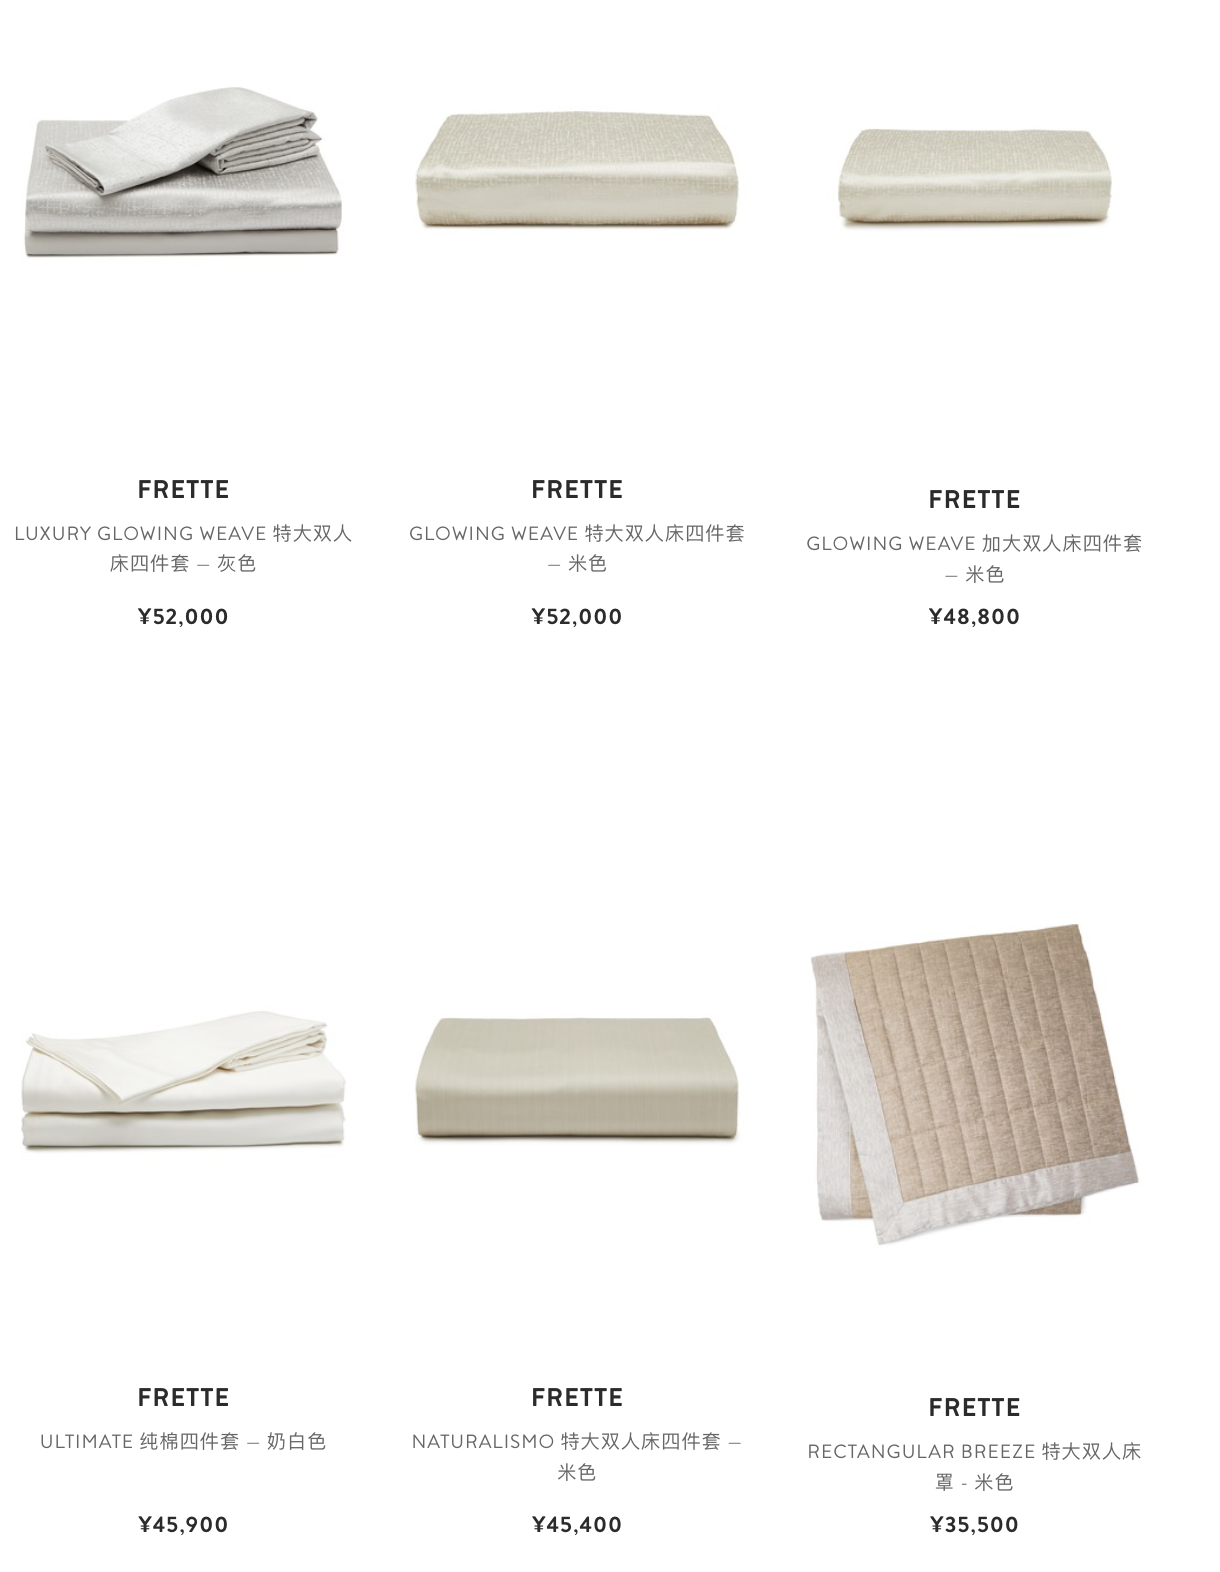 FRETTE
LUXURY GLOWING WEAVE 特大双人
床四件套 — 灰色
¥52,000
FRETTE
GLOWING WEAVE 特大双人床四件套
— 米色
¥52,000
FRETTE
GLOWING WEAVE 加大双人床四件套
— 米色
¥48,800
FRETTE
ULTIMATE 纯棉四件套 — 奶白色
¥45,900
FRETTE
NATURALISMO 特大双人床四件套 —
米色
¥45,400
FRETTE
RECTANGULAR BREEZE 特大双人床
罩 - 米色
¥35,500